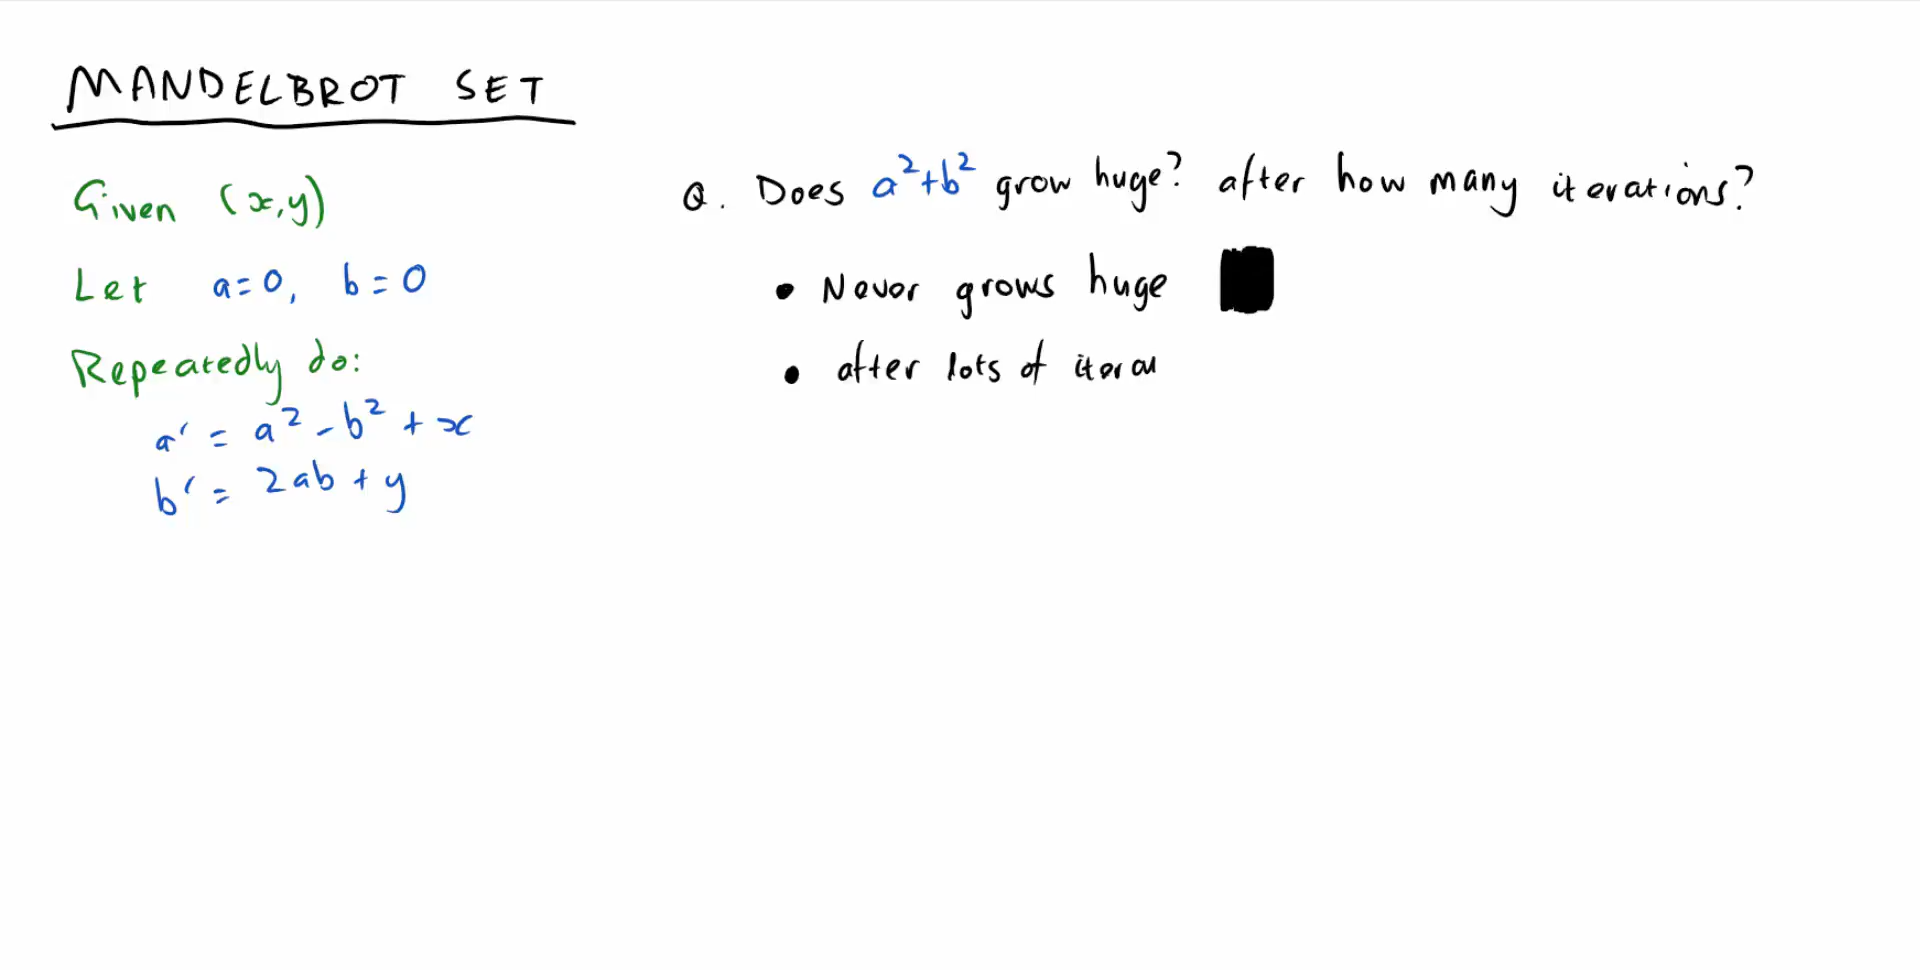 MANDELBROT SET
Given (x,y)
Let a=0, b=0
Repeatedly do:
a' = a² - b² + x
b' = 2ab + y
Q. Does a²+b² grow huge? after how many iterations?
• Never grows huge
• after lots of itera